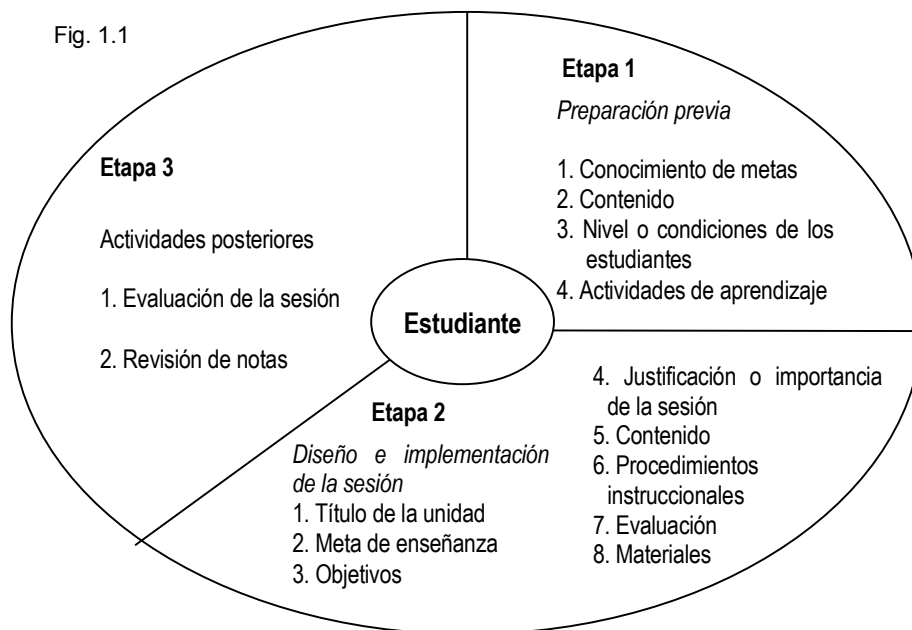 Fig. 1.1
Etapa 1
Preparación previa
1. Conocimiento de metas
2. Contenido
3. Nivel o condiciones de los
estudiantes
4. Actividades de aprendizaje
Etapa 3
Actividades posteriores
1. Evaluación de la sesión
2. Revisión de notas
Estudiante
Etapa 2
Diseño e implementación
de la sesión
1. Título de la unidad
2. Meta de enseñanza
3. Objetivos
4. Justificación o importancia
de la sesión
5. Contenido
6. Procedimientos
instruccionales
7. Evaluación
8. Materiales